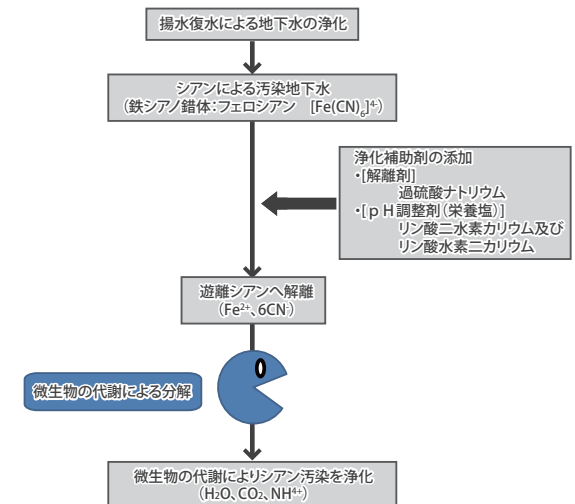 揚水復水による地下水の浄化
シアンによる汚染地下水
（鉄シアノ錯体：フェロシアン　[Fe(CN)₆]⁴⁻）
浄化補助剤の添加
・[解離剤]
過硫酸ナトリウム
・[ｐＨ調整剤（栄養塩）]
リン酸二水素カリウム及び
リン酸水素二カリウム
遊離シアンへ解離
（Fe²⁺、6CN⁻）
微生物の代謝による分解
微生物の代謝によりシアン汚染を浄化
（H₂O、CO₂、NH⁴⁺）